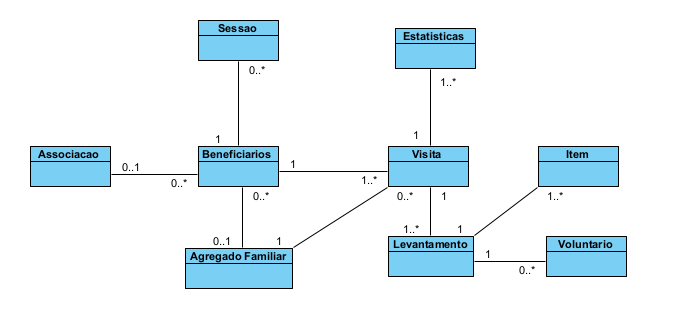 Sessao
Estatisticas
0..*
1..*
1
1
Associacao
Beneficiarios
Visita
Item
0..1
0..*
1
1..*
0..*
0..*
1
1..*
0..1
1
1..*
1
Agregado Familiar
Levantamento
Voluntario
1
0..*